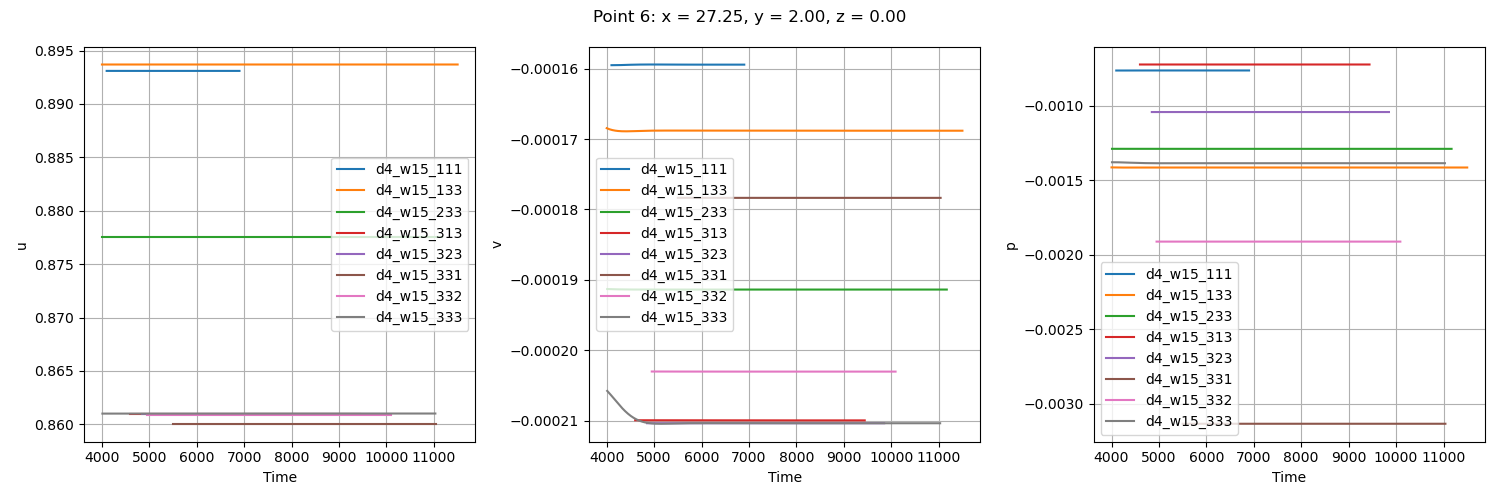 Point 6: x = 27.25, y = 2.00, z = 0.00
0.895
0.890
0.885
0.880
0.875
0.870
0.865
0.860
u
4000 5000 6000 7000 8000 9000 10000 11000
Time
d4_w15_111
d4_w15_133
d4_w15_233
d4_w15_313
d4_w15_323
d4_w15_331
d4_w15_332
d4_w15_333
−0.00016
−0.00017
−0.00018
−0.00019
−0.00020
−0.00021
v
4000 5000 6000 7000 8000 9000 10000 11000
Time
d4_w15_111
d4_w15_133
d4_w15_233
d4_w15_313
d4_w15_323
d4_w15_331
d4_w15_332
d4_w15_333
−0.0010
−0.0015
−0.0020
−0.0025
−0.0030
p
4000 5000 6000 7000 8000 9000 10000 11000
Time
d4_w15_111
d4_w15_133
d4_w15_233
d4_w15_313
d4_w15_323
d4_w15_331
d4_w15_332
d4_w15_333